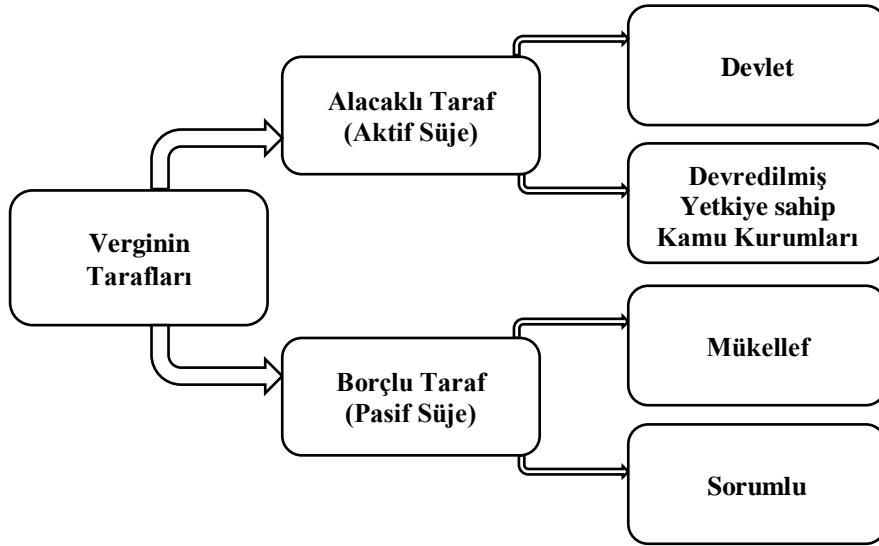 Verginin
Tarafları
Alacaklı Taraf
(Aktif Süje)
Devlet
Devredilmiş
Yetkiye sahip
Kamu Kurumları
Borçlu Taraf
(Pasif Süje)
Mükellef
Sorumlu